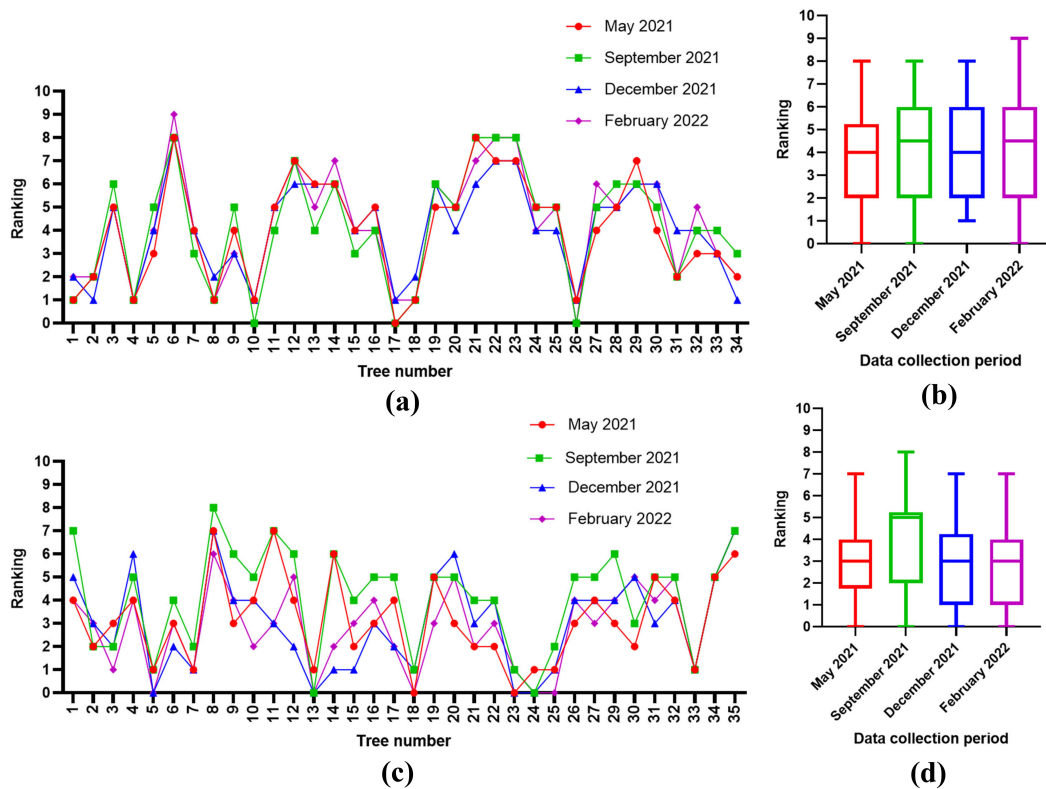 May 2021
September 2021
December 2021
February 2022
Ranking
10
9
8
7
6
5
4
3
2
1
0
1 2 3 4 5 6 7 8 9 10 11 12 13 14 15 16 17 18 19 20 21 22 23 24 25 26 27 28 29 30 31 32 33 34
Tree number
(a)
Ranking
10
9
8
7
6
5
4
3
2
1
0
May 2021
September 2021
December 2021
February 2022
Data collection period
(b)
May 2021
September 2021
December 2021
February 2022
Ranking
10
9
8
7
6
5
4
3
2
1
0
1 2 3 4 5 6 7 8 9 10 11 12 13 14 15 16 17 18 19 20 21 22 23 24 25 26 27 28 29 30 31 32 33 34 35
Tree number
(c)
Ranking
10
9
8
7
6
5
4
3
2
1
0
May 2021
September 2021
December 2021
February 2022
Data collection period
(d)